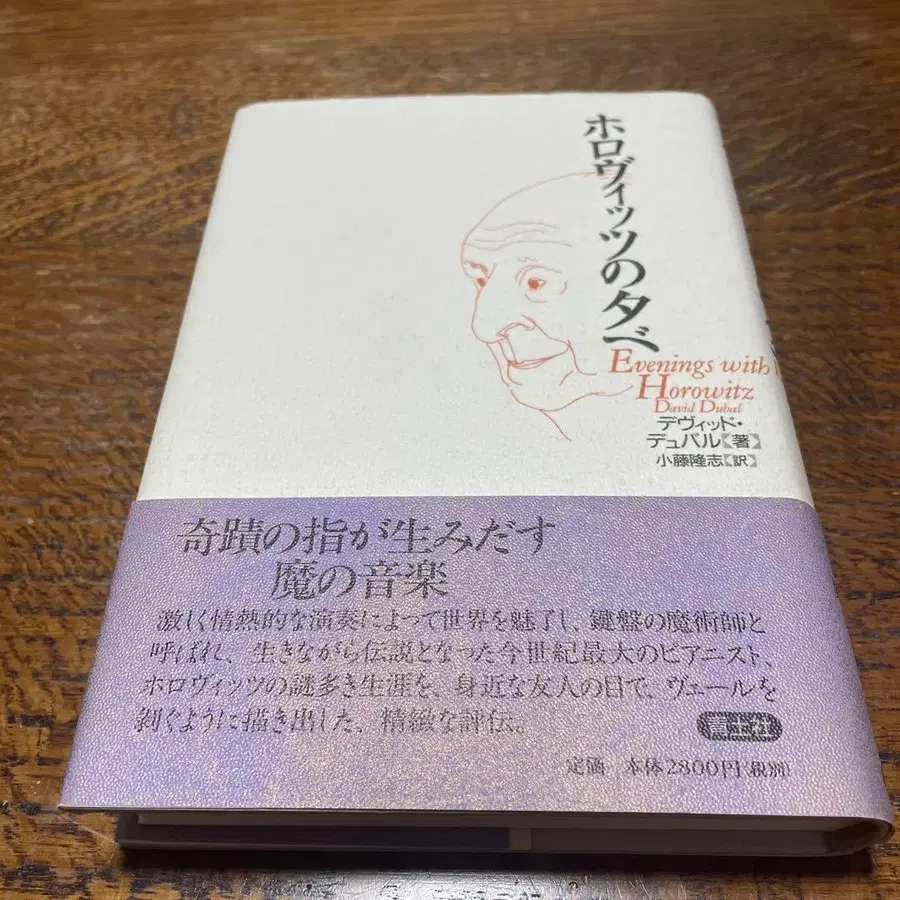 ホロヴィッツの夕べ
Evenings with
Horowitz
David Dubal
デヴィッド・
デュバル【著】
小藤隆志【訳】
奇蹟の指が生みだす
魔の音楽
激しく情熱的な演奏によって世界を魅了し、鍵盤の魔術師と
呼ばれ、生きながら伝説となった今世紀最大のピアニスト、
ホロヴィッツの謎多き生涯を、身近な友人の目で、ヴェールを
剥ぐように描き出した、精緻な評伝。
定価 本体2800円(税別)